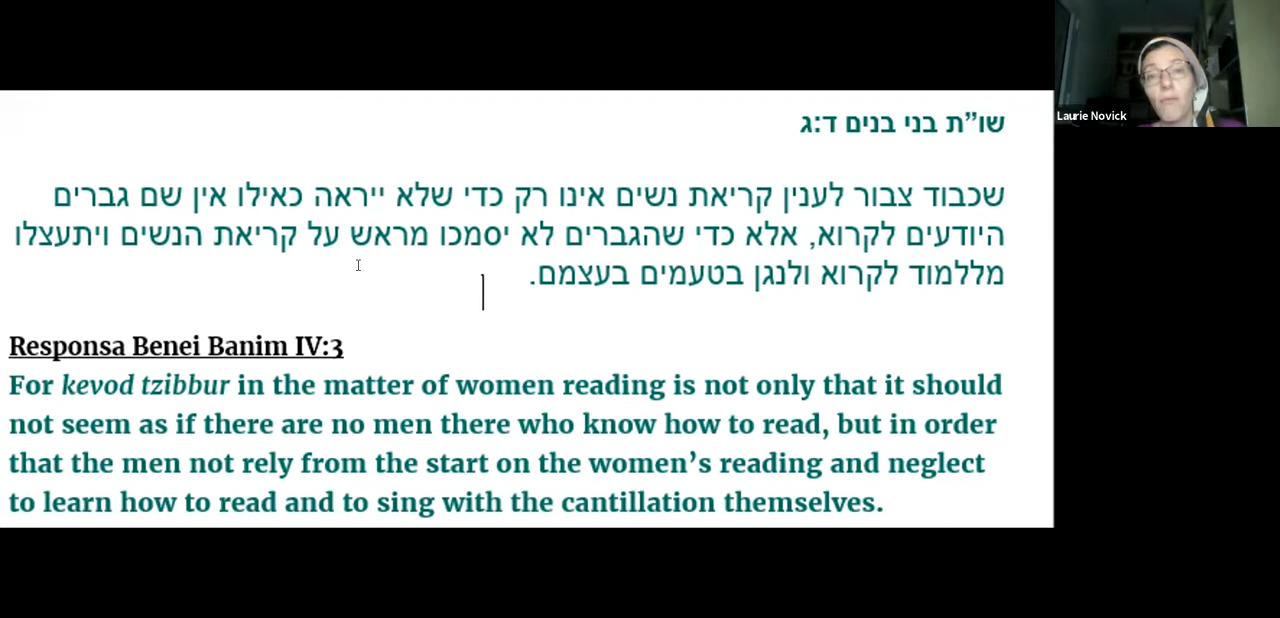 שו”ת בני בנים ד:ג
שכבוד צבור לענין קריאת נשים אינו רק כדי שלא ייראה כאילו אין שם גברים
היודעים לקרוא, אלא כדי שהגברים לא יסמכו מראש על קריאת הנשים ויתעצלו
מללמוד לקרוא ולנגן בטעמים בעצמם.
Responsa Benei Banim IV:3
For kevod tzibbur in the matter of women reading is not only that it should
not seem as if there are no men there who know how to read, but in order
that the men not rely from the start on the women’s reading and neglect
to learn how to read and to sing with the cantillation themselves.
Laurie Novick